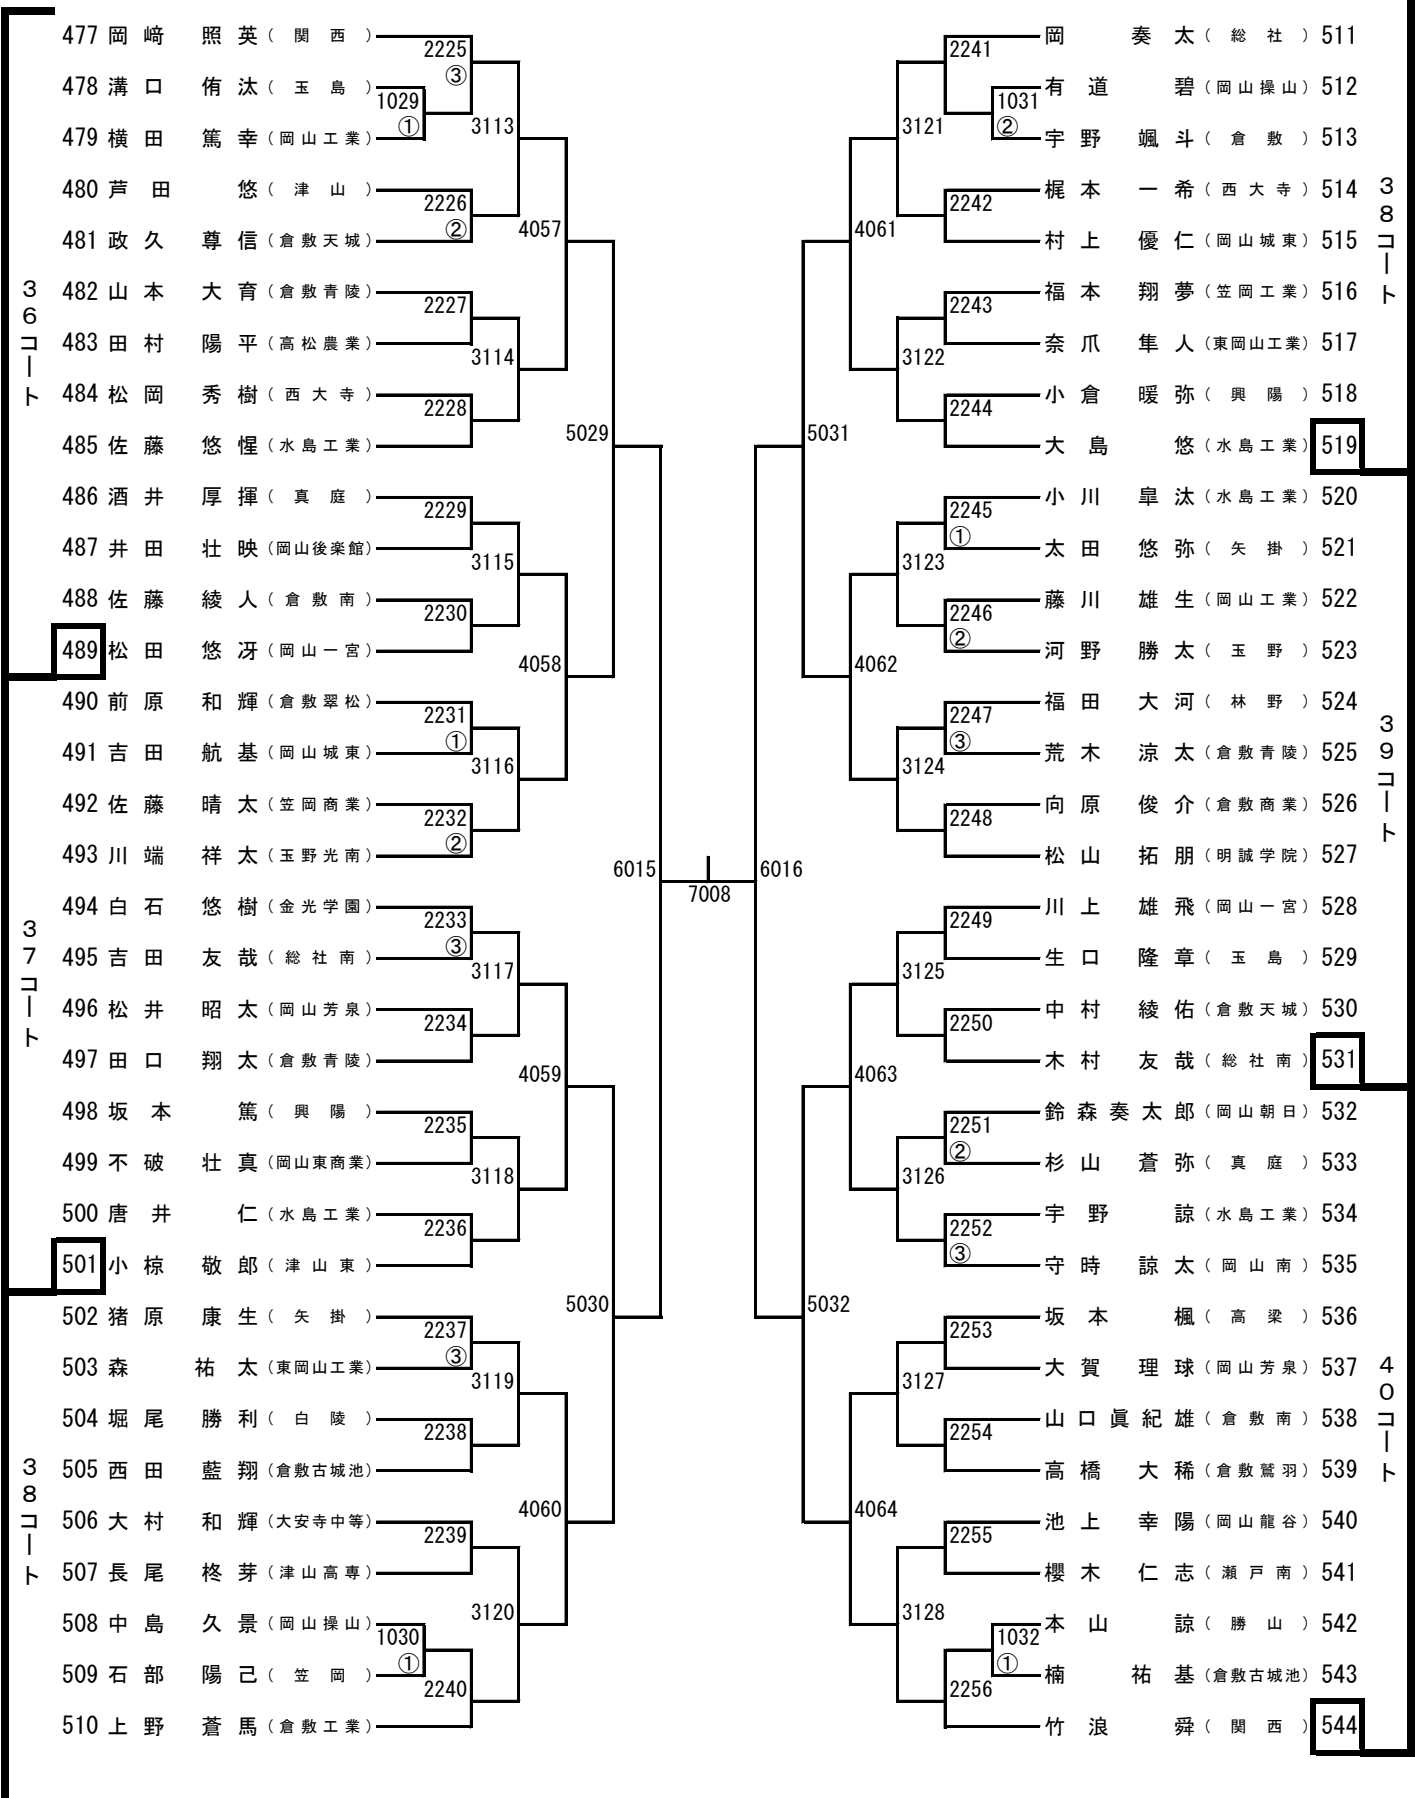 36コート
477 岡﨑 照英(関西)
478 溝口 侑汰(玉島)
479 横田 篤幸(岡山工業)
480 芦田 悠(津山)
481 政久 尊信(倉敷天城)
482 山本 大育(倉敷青陵)
483 田村 陽平(高松農業)
484 松岡 秀樹(西大寺)
485 佐藤 悠惺(水島工業)
486 酒井 厚揮(真庭)
487 井田 壮映(岡山後楽館)
488 佐藤 綾人(倉敷南)
489 松田 悠冴(岡山一宮)
37コート
490 前原 和輝(倉敷翠松)
491 吉田 航基(岡山城東)
492 佐藤 晴太(笠岡商業)
493 川端 祥太(玉野光南)
494 白石 悠樹(金光学園)
495 吉田 友哉(総社南)
496 松井 昭太(岡山芳泉)
497 田口 翔太(倉敷青陵)
498 坂本 篤(興陽)
499 不破 壮真(岡山東商業)
500 唐井 仁(水島工業)
501 小椋 敬郎(津山東)
38コート
502 猪原 康生(矢掛)
503 森 祐太(東岡山工業)
504 堀尾 勝利(白陵)
505 西田 藍翔(倉敷古城池)
506 大村 和輝(大安寺中等)
507 長尾 柊芽(津山高専)
508 中島 久景(岡山操山)
509 石部 陽己(笠岡)
510 上野 蒼馬(倉敷工業)
1029
①
1030
①
2225
③
2226
②
2227
2228
2229
2230
2231
①
2232
②
2233
③
2234
2235
2236
2237
③
2238
2239
2240
3113
3114
3115
3116
3117
3118
3119
3120
4057
4058
4059
4060
5029
5030
6015
7008
6016
5031
5032
4061
4062
4063
4064
3121
3122
3123
3124
3125
3126
3127
3128
2241
2242
2243
2244
2245
①
2246
②
2247
③
2248
2249
2250
2251
②
2252
③
2253
2254
2255
2256
1031
②
1032
①
38コート
岡 奏太(総社) 511
有道 碧(岡山操山) 512
宇野 颯斗(倉敷) 513
梶本 一希(西大寺) 514
村上 優仁(岡山城東) 515
福本 翔夢(笠岡工業) 516
奈爪 隼人(東岡山工業) 517
小倉 暖弥(興陽) 518
大島 悠(水島工業) 519
39コート
小川 皐汰(水島工業) 520
太田 悠弥(矢掛) 521
藤川 雄生(岡山工業) 522
河野 勝太(玉野) 523
福田 大河(林野) 524
荒木 涼太(倉敷青陵) 525
向原 俊介(倉敷商業) 526
松山 拓朋(明誠学院) 527
川上 雄飛(岡山一宮) 528
生口 隆章(玉島) 529
中村 綾佑(倉敷天城) 530
木村 友哉(総社南) 531
40コート
鈴森奏太郎(岡山朝日) 532
杉山 蒼弥(真庭) 533
宇野 諒(水島工業) 534
守時 諒太(岡山南) 535
坂本 楓(高梁) 536
大賀 理球(岡山芳泉) 537
山口眞紀雄(倉敷南) 538
高橋 大稀(倉敷鷲羽) 539
池上 幸陽(岡山龍谷) 540
櫻木 仁志(瀬戸南) 541
本山 諒(勝山) 542
楠 祐基(倉敷古城池) 543
竹浪 舜(関西) 544